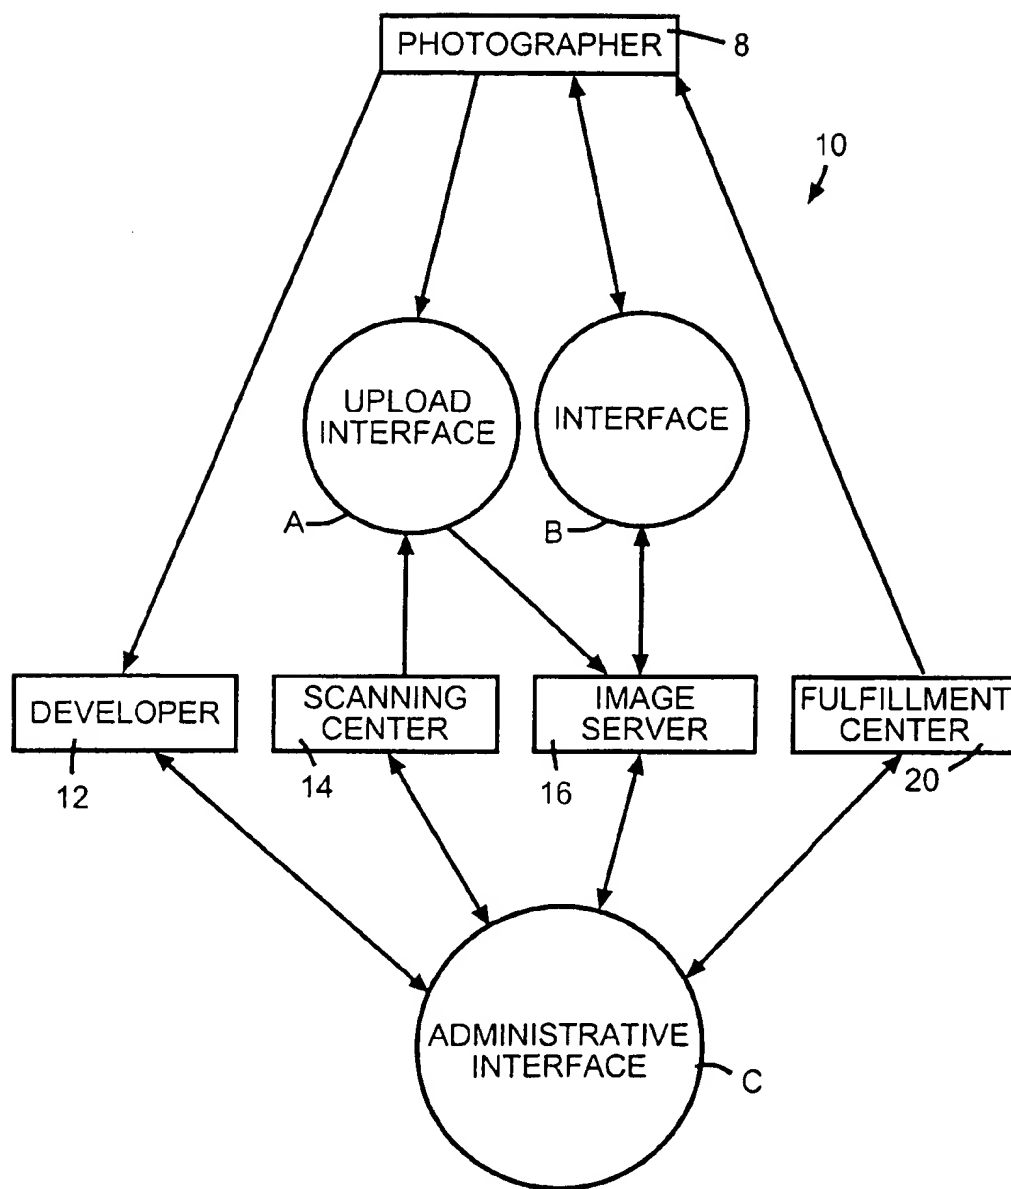 PHOTOGRAPHER
8
10
UPLOAD
INTERFACE
INTERFACE
A
B
DEVELOPER
SCANNING
CENTER
IMAGE
SERVER
FULFILLMENT
CENTER
12
14
16
20
ADMINISTRATIVE
INTERFACE
C